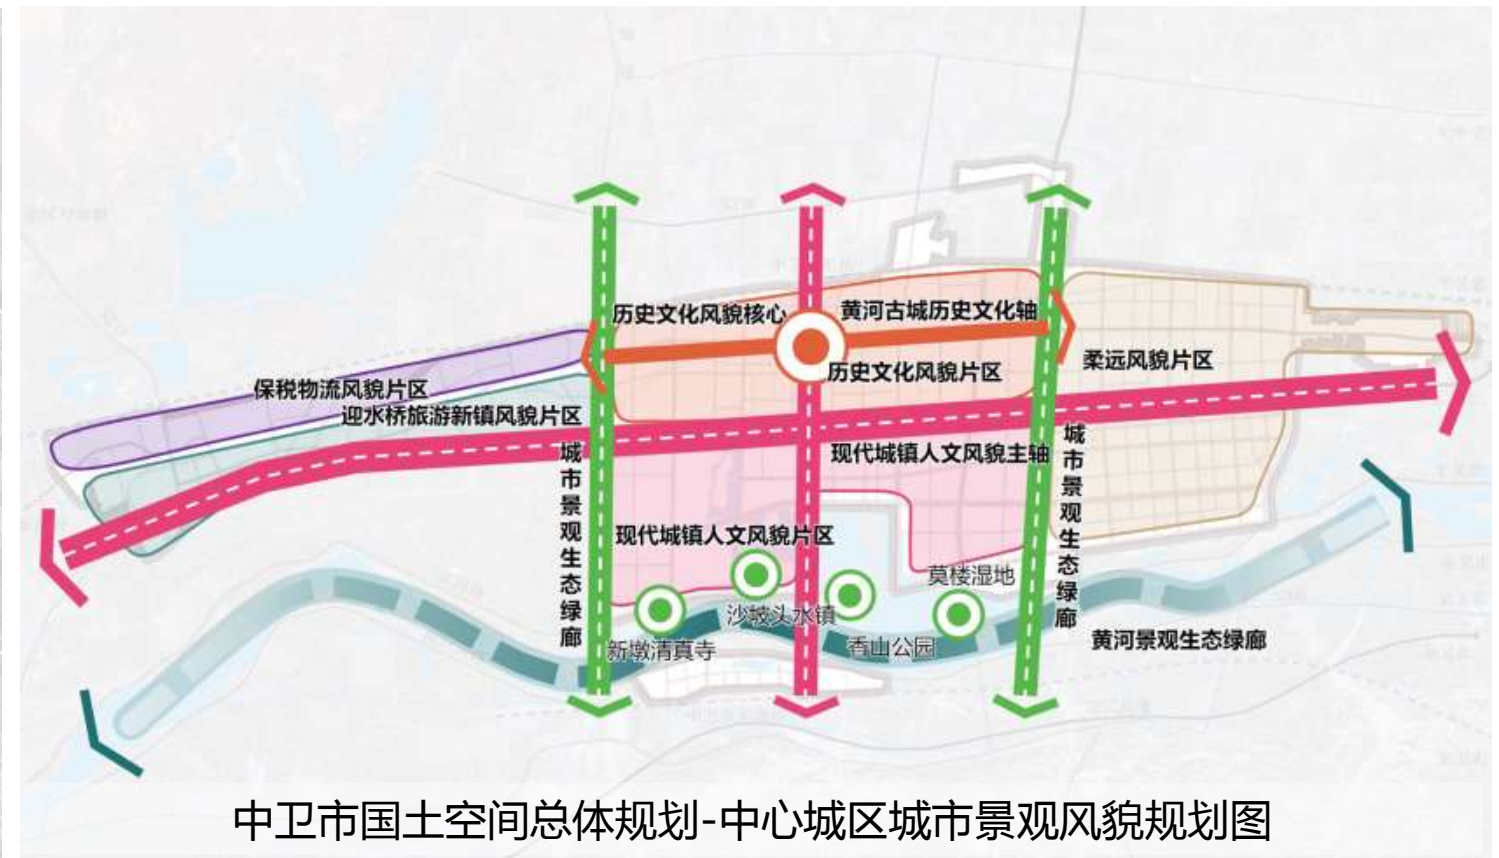 历史文化风貌核心
黄河古城历史文化轴
历史文化风貌片区
柔远风貌片区
保税物流风貌片区
迎水桥旅游新镇风貌片区
城市景观生态绿廊
现代城镇人文风貌主轴
城市景观生态绿廊
现代城镇人文风貌片区
莫楼湿地
沙坡头水镇
新墩清真寺
香山公园
黄河景观生态绿廊
中卫市国土空间总体规划-中心城区城市景观风貌规划图